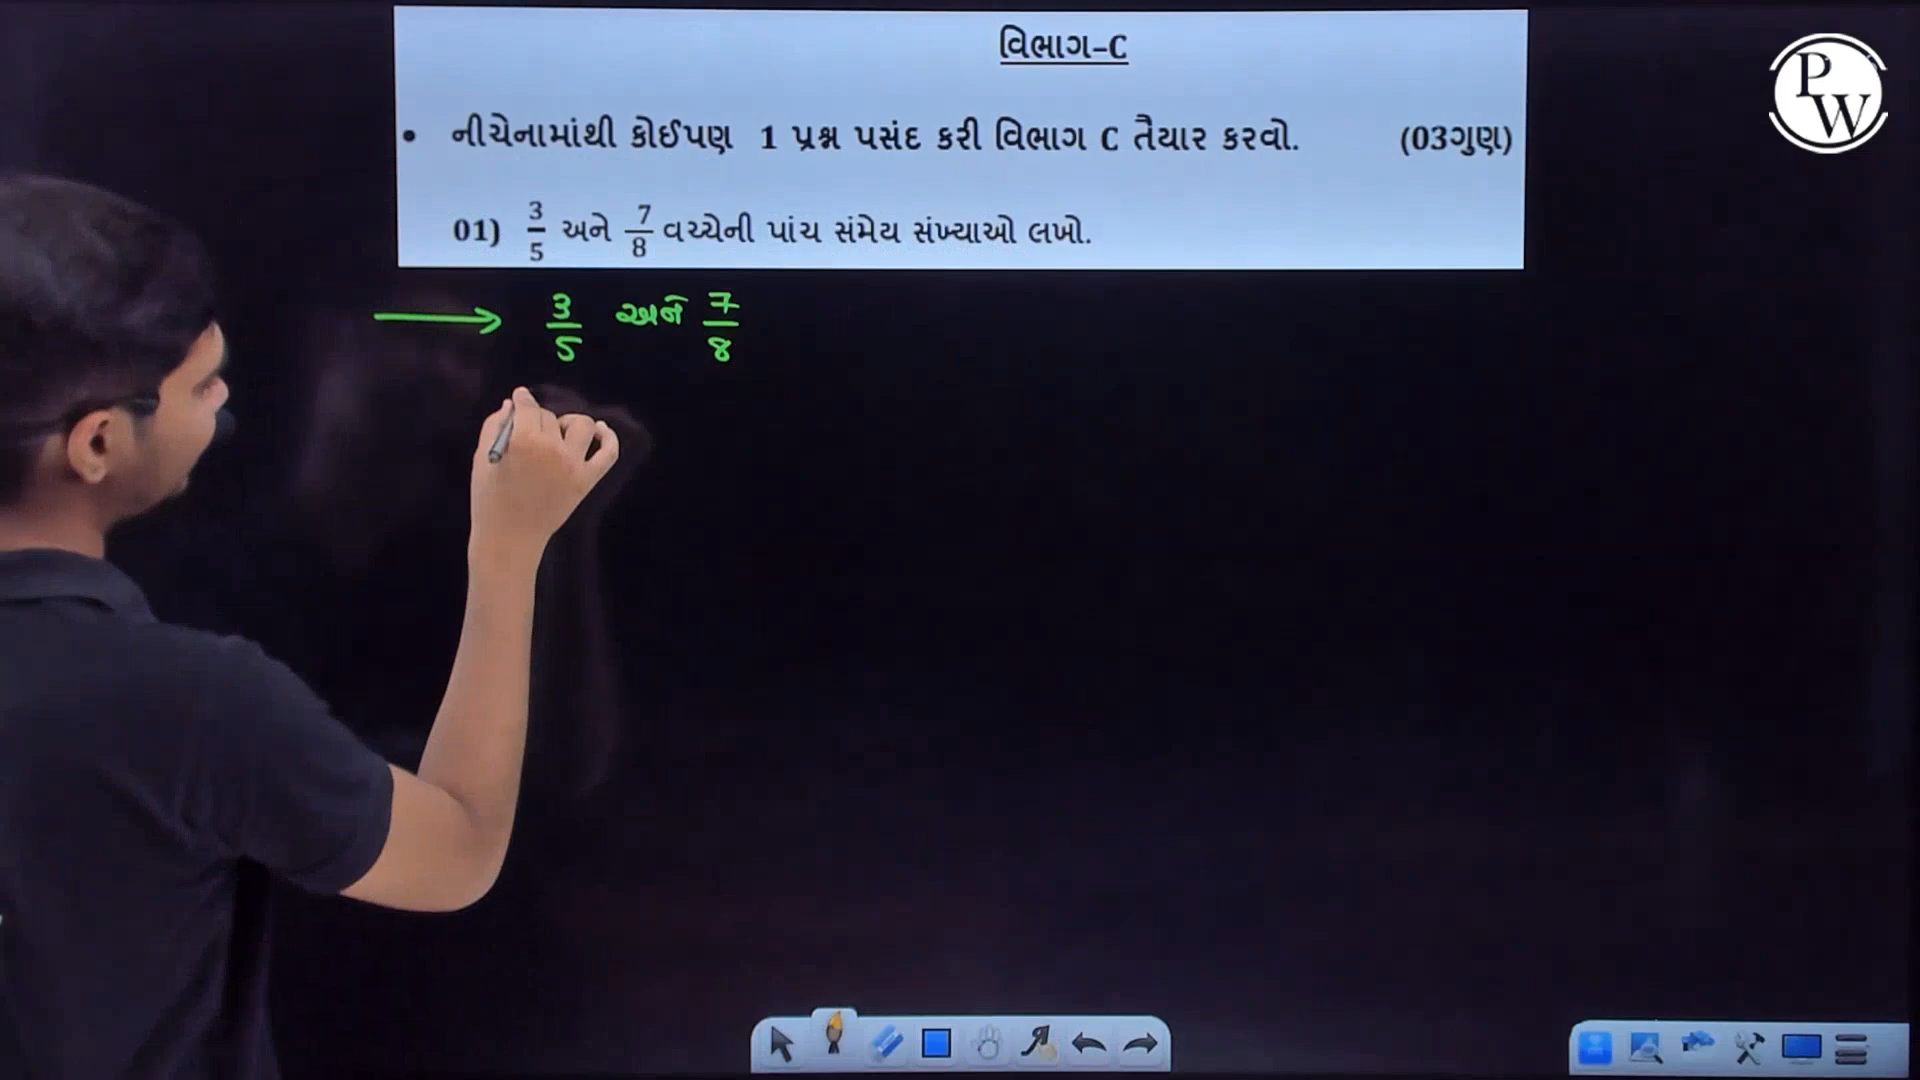 વિભાગ-C
• નીચેનામાંથી કોઈપણ 1 પ્રશ્ન પસંદ કરી વિભાગ C તૈયાર કરવો. (03ગુણ)
01) 3/5 અને 7/8 વચ્ચેની પાંચ સંમેય સંખ્યાઓ લખો.
→ 3/5 અને 7/8
PW